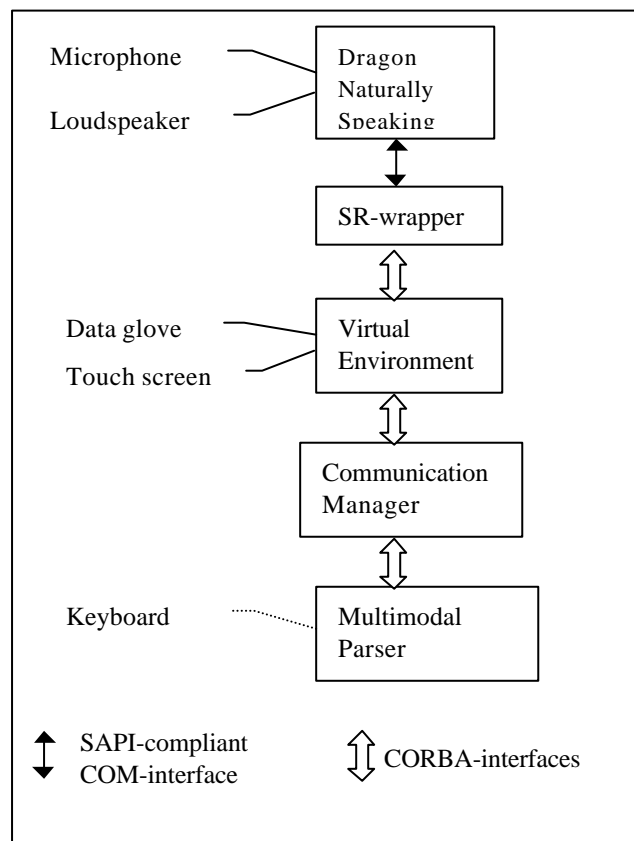 Microphone
Loudspeaker
Dragon
Naturally
Speaking
SR-wrapper
Data glove
Touch screen
Virtual
Environment
Communication
Manager
Keyboard
Multimodal
Parser
SAPI-compliant
COM-interface
CORBA-interfaces